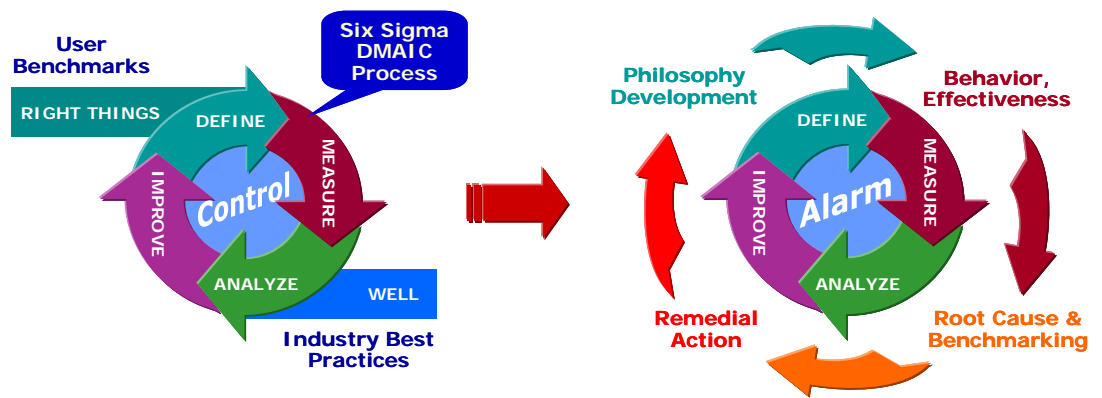 User
Benchmarks
Six Sigma
DMAIC
Process
RIGHT THINGS
DEFINE
MEASURE
IMPROVE
Control
ANALYZE
WELL
Industry Best
Practices
Philosophy
Development
Behavior,
Effectiveness
DEFINE
MEASURE
IMPROVE
Alarm
ANALYZE
Remedial
Action
Root Cause &
Benchmarking